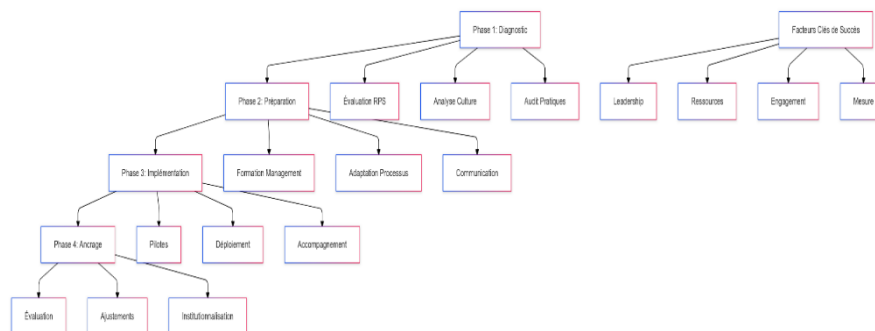 Phase 1: Diagnostic
Facteurs Clés de Succès
Phase 2: Préparation
Évaluation RPS
Analyse Culture
Audit Pratiques
Leadership
Ressources
Engagement
Mesure
Phase 3: Implémentation
Formation Management
Adaptation Processus
Communication
Phase 4: Ancrage
Pilotes
Déploiement
Accompagnement
Évaluation
Ajustements
Institutionnalisation